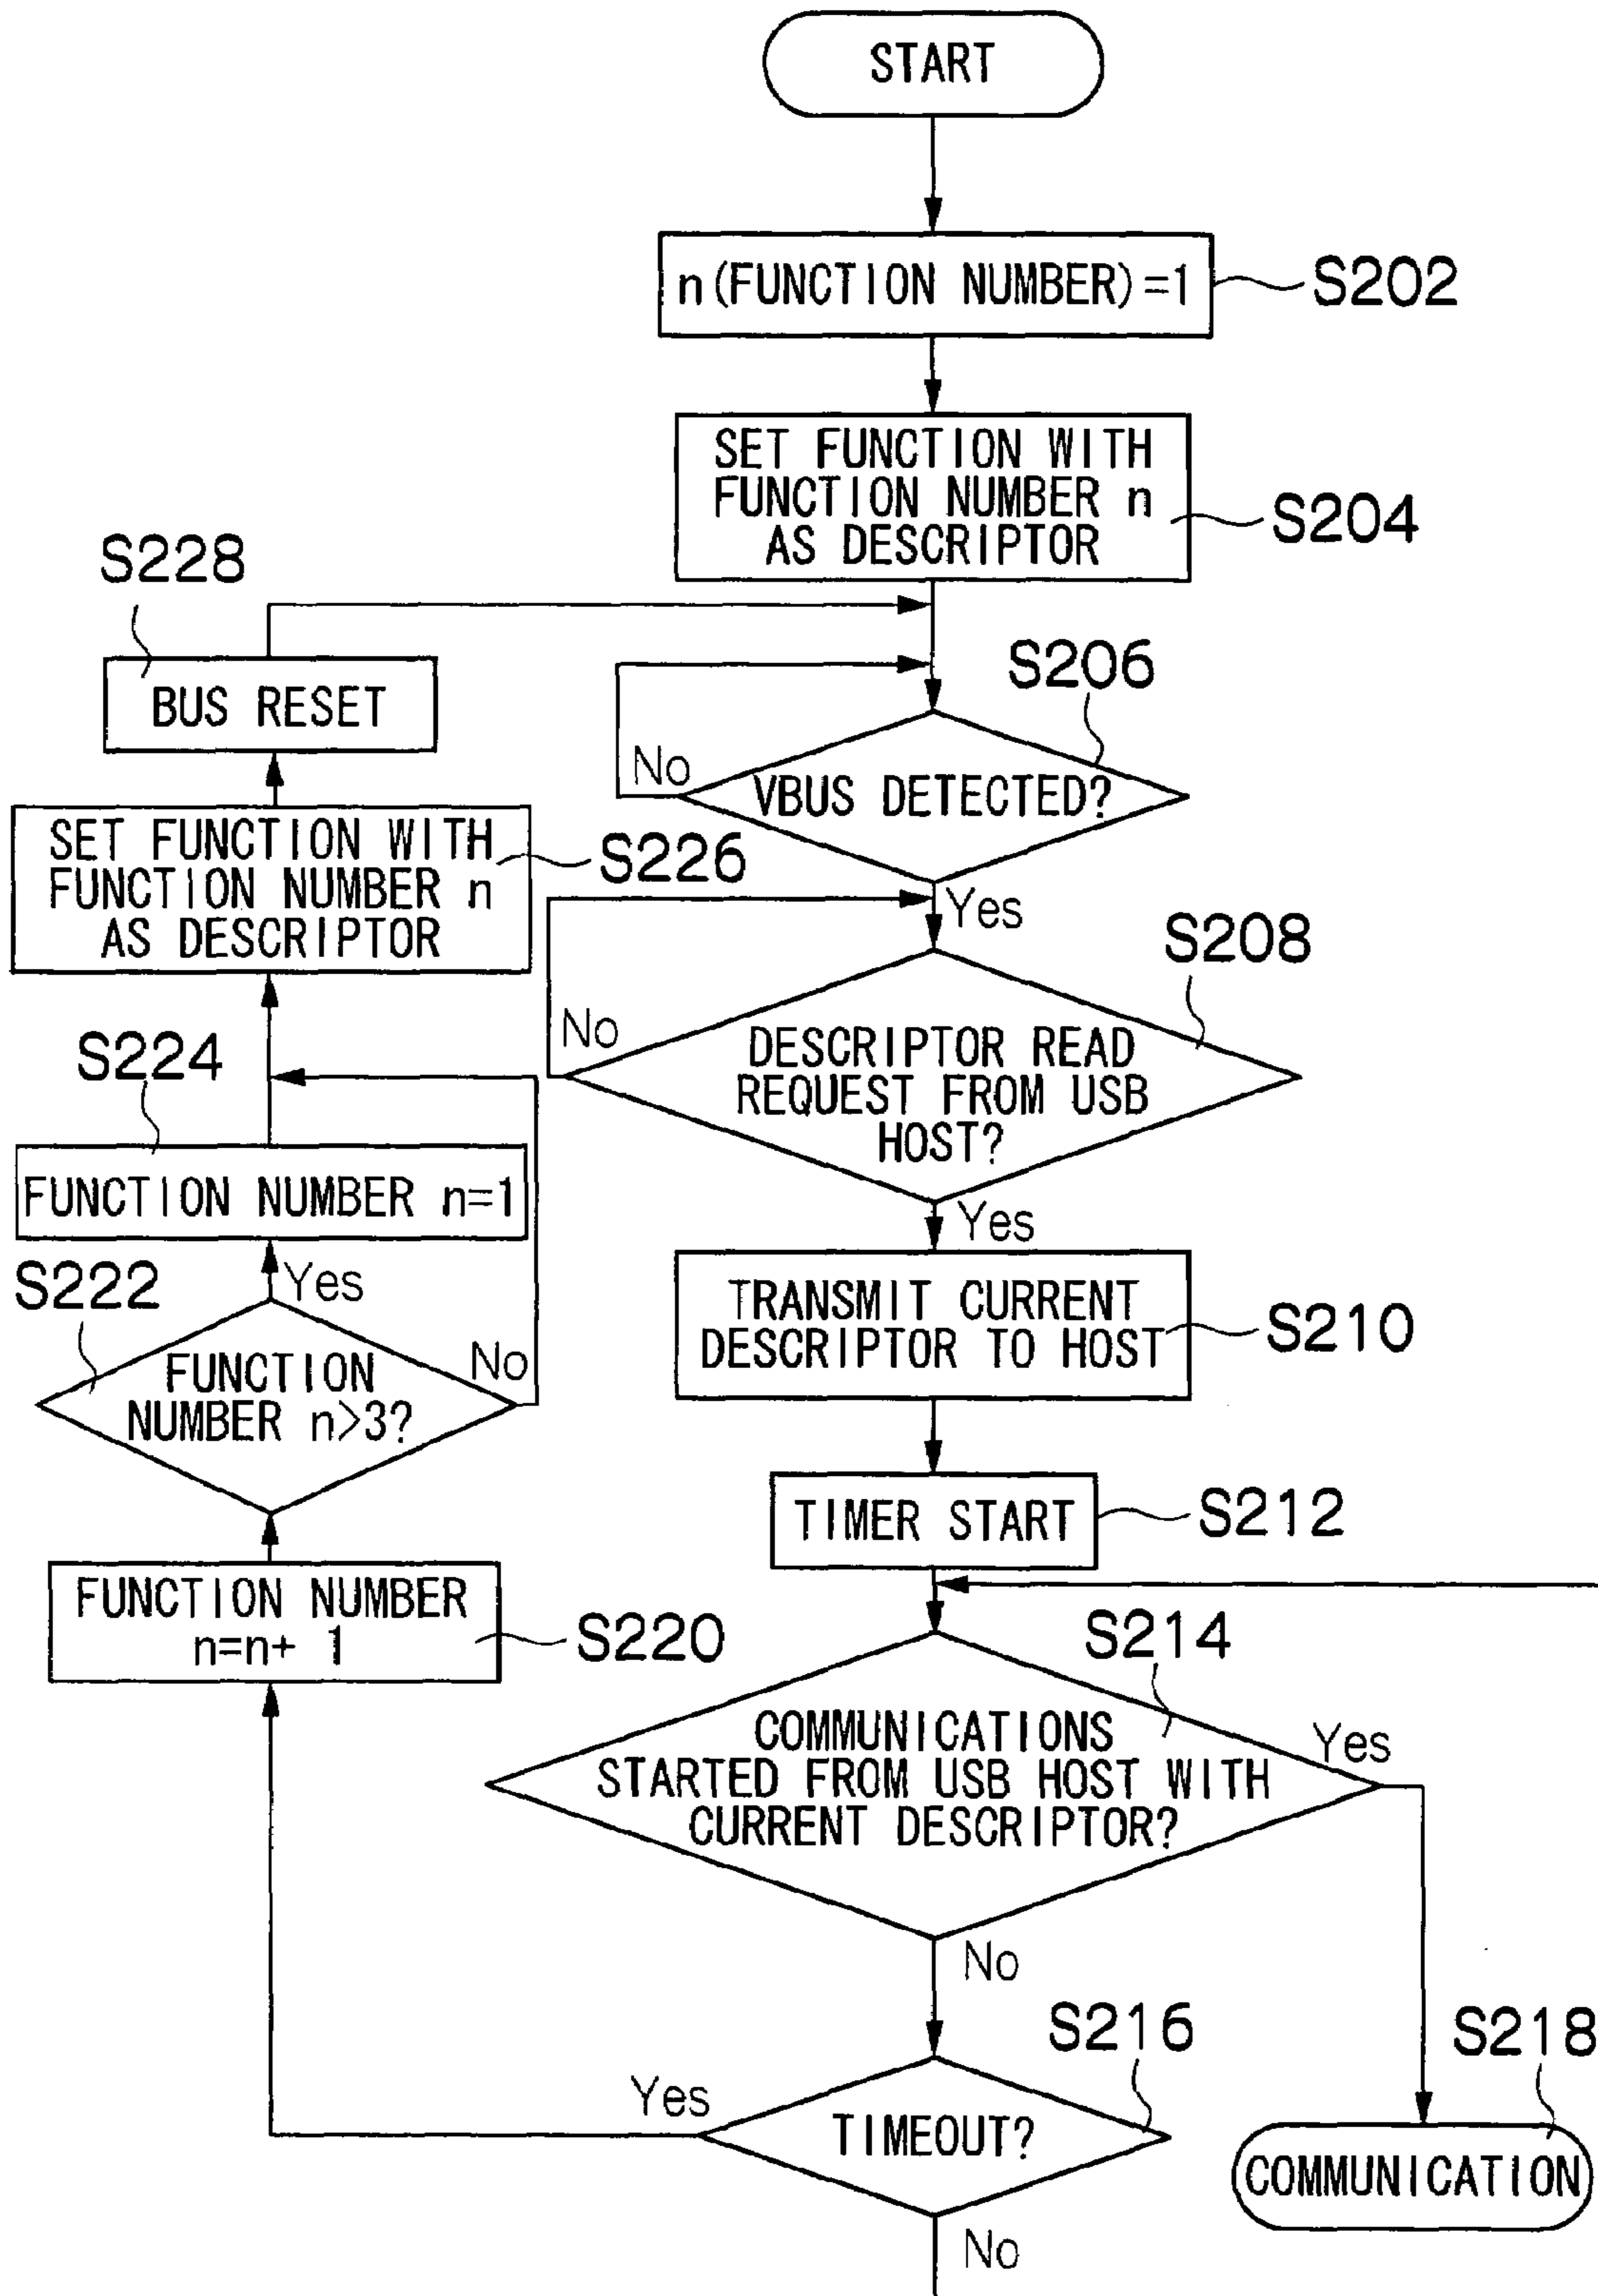 START
n(FUNCTION NUMBER)=1
S202
SET FUNCTION WITH
FUNCTION NUMBER n
AS DESCRIPTOR
S204
S228
BUS RESET
S206
No
VBUS DETECTED?
SET FUNCTION WITH
FUNCTION NUMBER n
AS DESCRIPTOR
S226
Yes
S208
No
DESCRIPTOR READ
REQUEST FROM USB
HOST?
S224
FUNCTION NUMBER n=1
Yes
S222
Yes
TRANSMIT CURRENT
DESCRIPTOR TO HOST
S210
FUNCTION
NUMBER n>3?
No
TIMER START
S212
FUNCTION NUMBER
n=n+ 1
S220
S214
COMMUNICATIONS
STARTED FROM USB HOST WITH
CURRENT DESCRIPTOR?
Yes
No
S216
S218
Yes
TIMEOUT?
COMMUNICATION
No